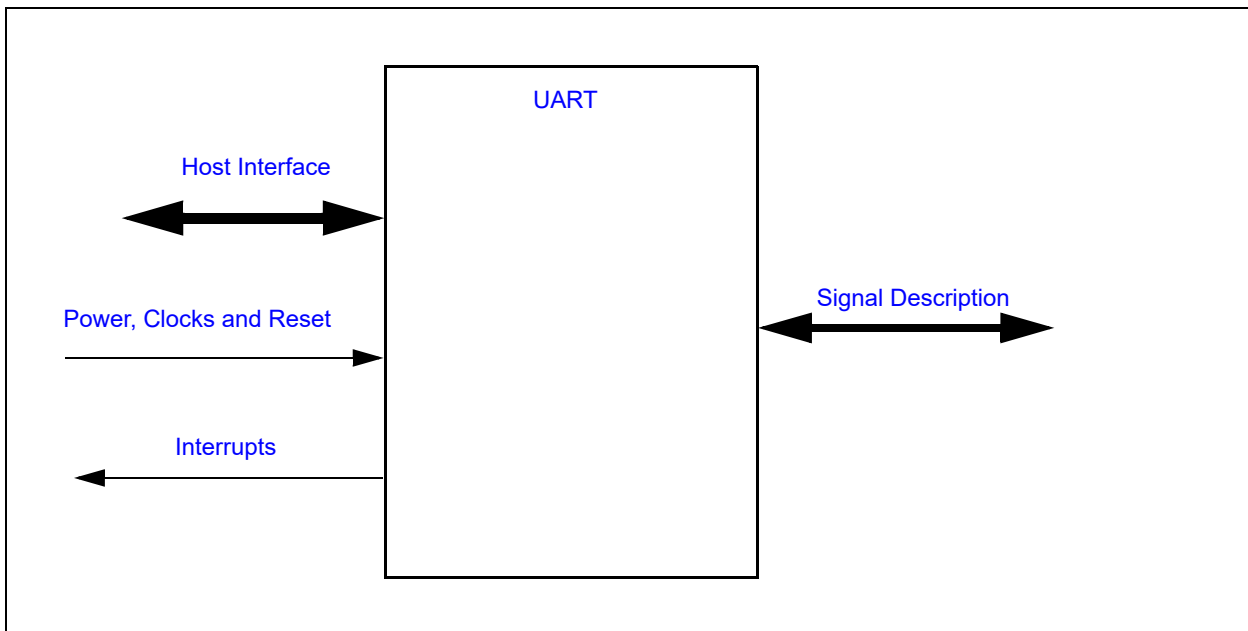 UART
Host Interface
Signal Description
Power, Clocks and Reset
Interrupts